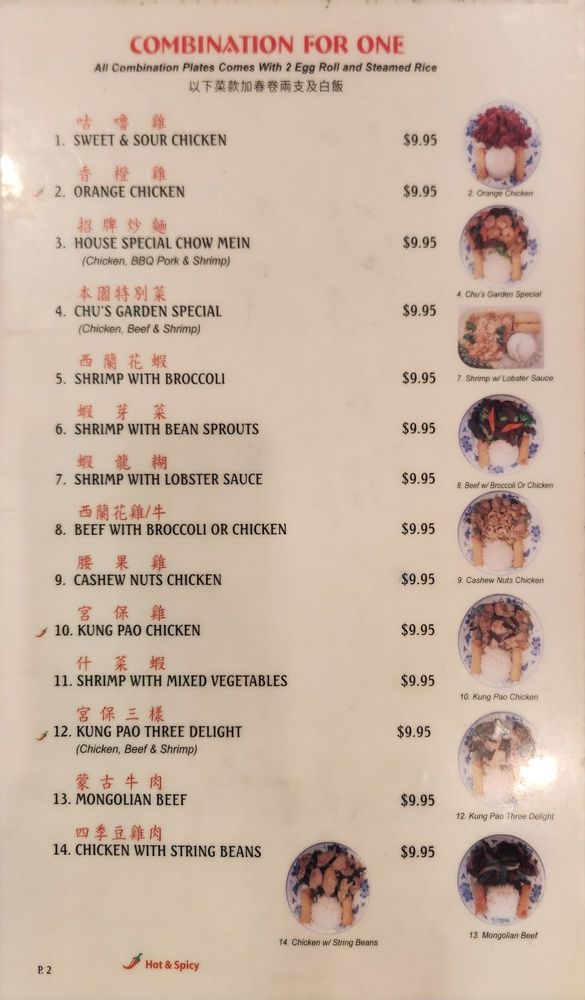 COMBINATION FOR ONE
All Combination Plates Comes With 2 Egg Roll and Steamed Rice
以下菜款加春卷兩支及白飯
咕嚕雞
1. SWEET & SOUR CHICKEN $9.95
香橙雞
2. ORANGE CHICKEN $9.95
2. Orange Chicken
招牌炒麵
3. HOUSE SPECIAL CHOW MEIN $9.95
(Chicken, BBQ Pork & Shrimp)
本園特別菜
4. CHU'S GARDEN SPECIAL $9.95
(Chicken, Beef & Shrimp)
4. Chu's Garden Special
西蘭花蝦
5. SHRIMP WITH BROCCOLI $9.95
7. Shrimp w/ Lobster Sauce
蝦芽菜
6. SHRIMP WITH BEAN SPROUTS $9.95
蝦龍糊
7. SHRIMP WITH LOBSTER SAUCE $9.95
8. Beef w/ Broccoli Or Chicken
西蘭花雞/牛
8. BEEF WITH BROCCOLI OR CHICKEN $9.95
腰果雞
9. CASHEW NUTS CHICKEN $9.95
9. Cashew Nuts Chicken
宮保雞
10. KUNG PAO CHICKEN $9.95
什菜蝦
11. SHRIMP WITH MIXED VEGETABLES $9.95
10. Kung Pao Chicken
宮保三樣
12. KUNG PAO THREE DELIGHT $9.95
(Chicken, Beef & Shrimp)
蒙古牛肉
13. MONGOLIAN BEEF $9.95
12. Kung Pao Three Delight
四季豆雞肉
14. CHICKEN WITH STRING BEANS $9.95
14. Chicken w/ String Beans
13. Mongolian Beef
P. 2
Hot & Spicy